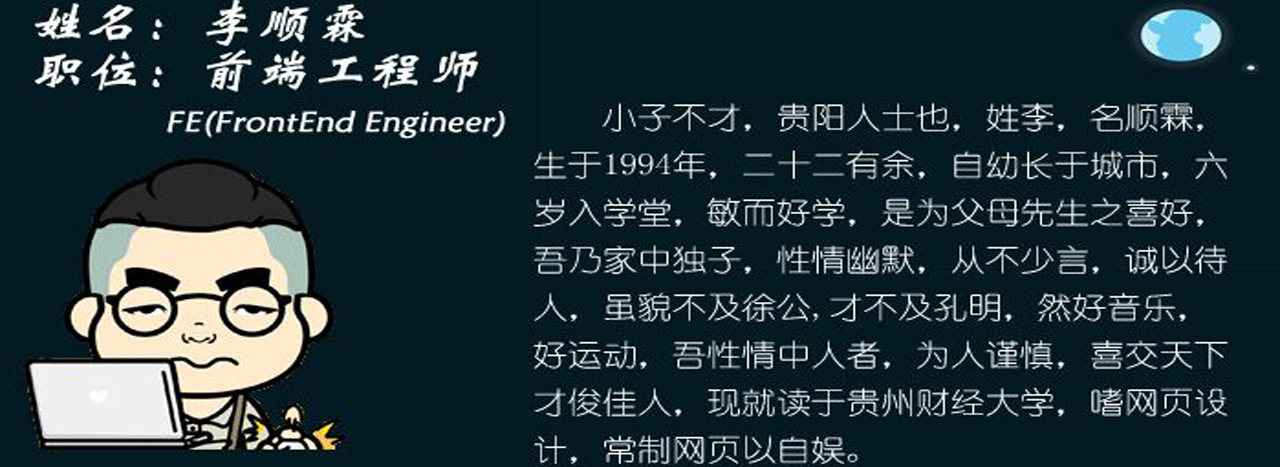 姓名：李顺霖
职位：前端工程师
FE(FrontEnd Engineer)
小子不才，贵阳人士也，姓李，名顺霖，
生于1994年，二十二有余，自幼长于城市，六
岁入学堂，敏而好学，是为父母先生之喜好，
吾乃家中独子，性情幽默，从不少言，诚以待
人，虽貌不及徐公,才不及孔明，然好音乐，
好运动，吾性情中人者，为人谨慎，喜交天下
才俊佳人，现就读于贵州财经大学，嗜网页设
计，常制网页以自娱。